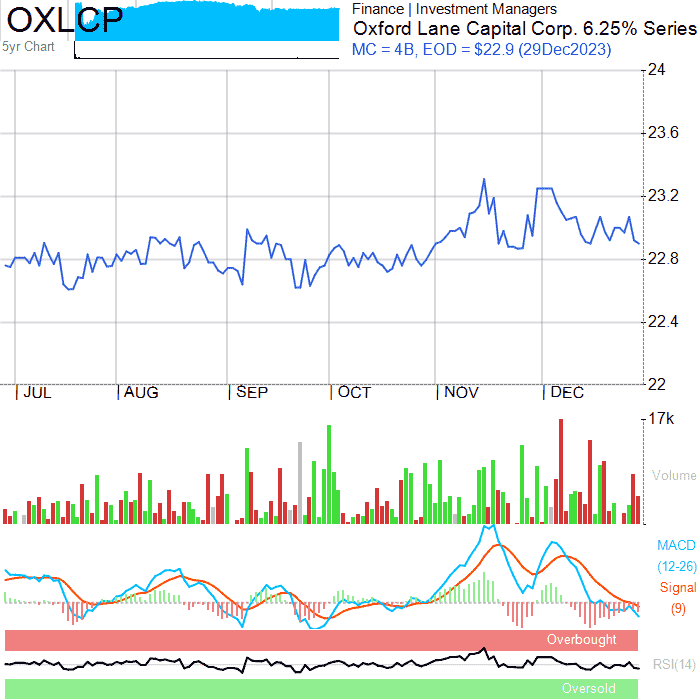 OXLCP
5yr Chart
Finance | Investment Managers
Oxford Lane Capital Corp. 6.25% Series
MC = 4B, EOD = $22.9 (29Dec2023)
24
23.6
23.2
22.8
22.4
22
JUL AUG SEP OCT NOV DEC
17k
Volume
MACD
(12-26)
Signal
(9)
Overbought
RSI(14)
Oversold